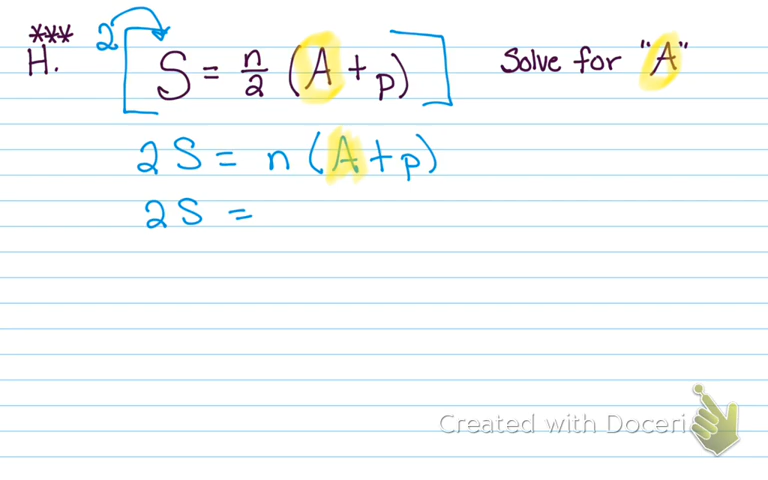 ***
H. 2 [ S = n/2 (A + p) ] Solve for "A"
2S = n (A + p)
2S =
Created with Doceri